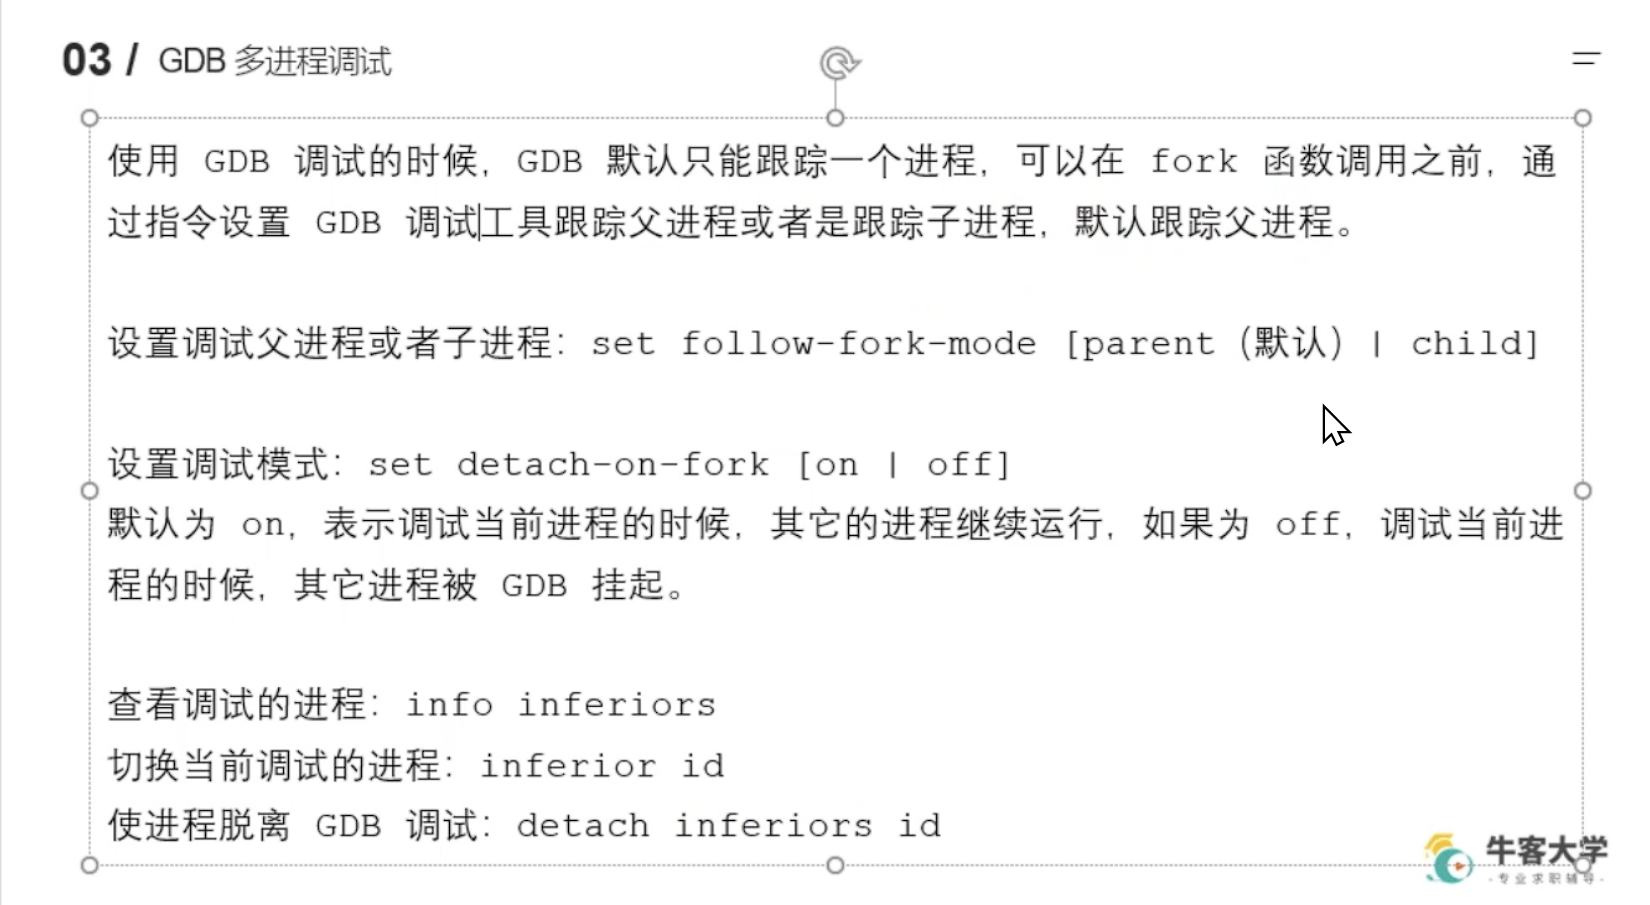 03 / GDB 多进程调试
使用 GDB 调试的时候，GDB 默认只能跟踪一个进程，可以在 fork 函数调用之前，通
过指令设置 GDB 调试工具跟踪父进程或者是跟踪子进程，默认跟踪父进程。
设置调试父进程或者子进程：set follow-fork-mode [parent（默认）| child]
设置调试模式：set detach-on-fork [on | off]
默认为 on，表示调试当前进程的时候，其它的进程继续运行，如果为 off，调试当前进
程的时候，其它进程被 GDB 挂起。
查看调试的进程：info inferiors
切换当前调试的进程：inferior id
使进程脱离 GDB 调试：detach inferiors id
牛客大学
-专业求职辅导-